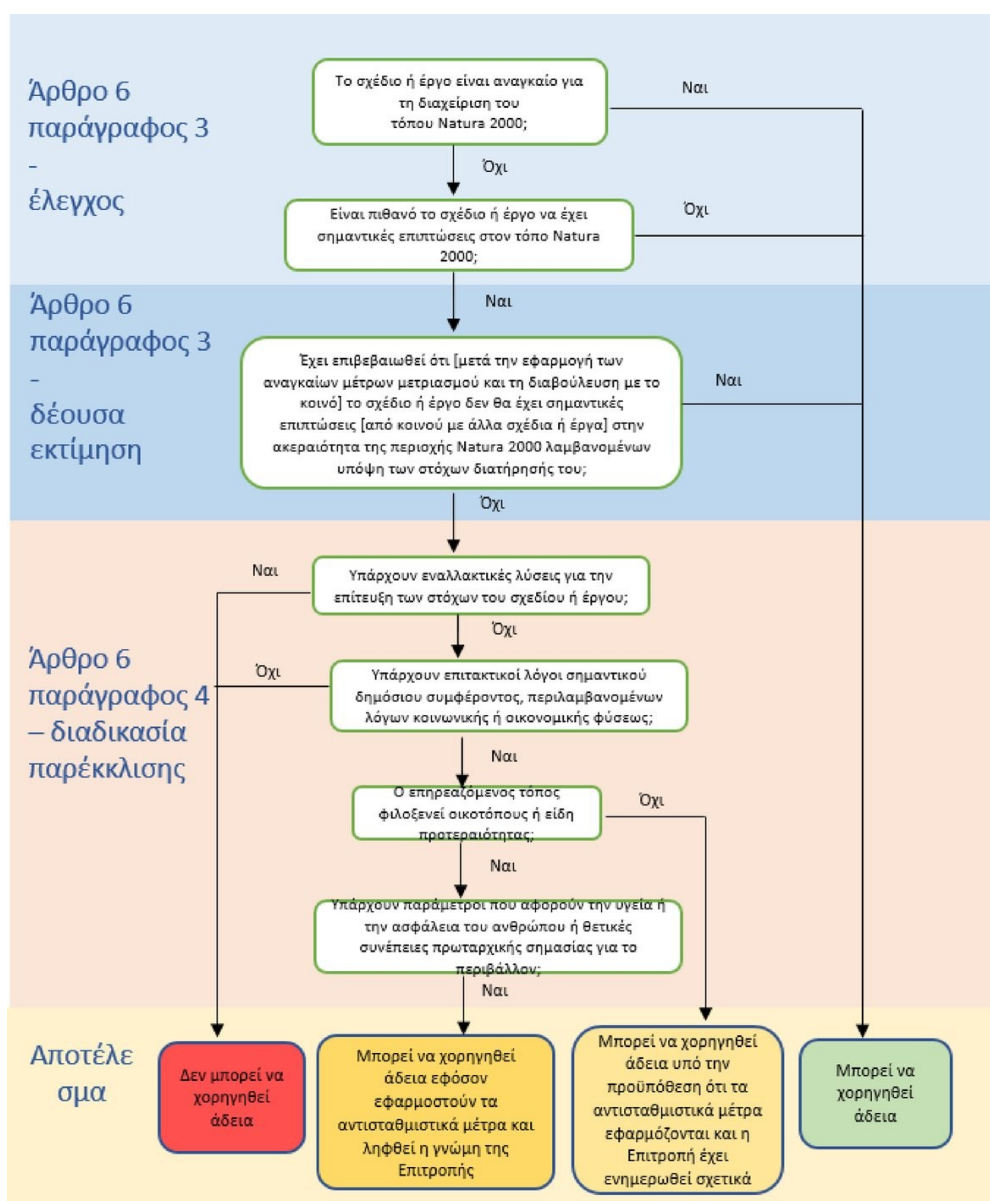 Άρθρο 6
παράγραφος 3
-
έλεγχος
Το σχέδιο ή έργο είναι αναγκαίο για
τη διαχείριση του
τόπου Natura 2000;
Ναι
Όχι
Είναι πιθανό το σχέδιο ή έργο να έχει
σημαντικές επιπτώσεις στον τόπο Natura
2000;
Όχι
Ναι
Άρθρο 6
παράγραφος 3
-
δέουσα
εκτίμηση
Έχει επιβεβαιωθεί ότι [μετά την εφαρμογή των
αναγκαίων μέτρων μετριασμού και τη διαβούλευση με το
κοινό] το σχέδιο ή έργο δεν θα έχει σημαντικές
επιπτώσεις [από κοινού με άλλα σχέδια ή έργα] στην
ακεραιότητα της περιοχής Natura 2000 λαμβανομένων
υπόψη των στόχων διατήρησής του;
Ναι
Όχι
Άρθρο 6
παράγραφος 4
– διαδικασία
παρέκκλισης
Ναι
Υπάρχουν εναλλακτικές λύσεις για την
επίτευξη των στόχων του σχεδίου ή έργου;
Όχι
Όχι
Υπάρχουν επιτακτικοί λόγοι σημαντικού
δημόσιου συμφέροντος, περιλαμβανομένων
λόγων κοινωνικής ή οικονομικής φύσεως;
Ναι
Ο επηρεαζόμενος τόπος
φιλοξενεί οικοτόπους ή είδη
προτεραιότητας;
Όχι
Ναι
Υπάρχουν παράμετροι που αφορούν την υγεία ή
την ασφάλεια του ανθρώπου ή θετικές
συνέπειες πρωταρχικής σημασίας για το
περιβάλλον;
Ναι
Αποτέλε
σμα
Δεν μπορεί να
χορηγηθεί
άδεια
Μπορεί να χορηγηθεί
άδεια εφόσον
εφαρμοστούν τα
αντισταθμιστικά μέτρα και
ληφθεί η γνώμη της
Επιτροπής
Μπορεί να χορηγηθεί
άδεια υπό την
προϋπόθεση ότι τα
αντισταθμιστικά μέτρα
εφαρμόζονται και η
Επιτροπή έχει
ενημερωθεί σχετικά
Μπορεί να
χορηγηθεί
άδεια